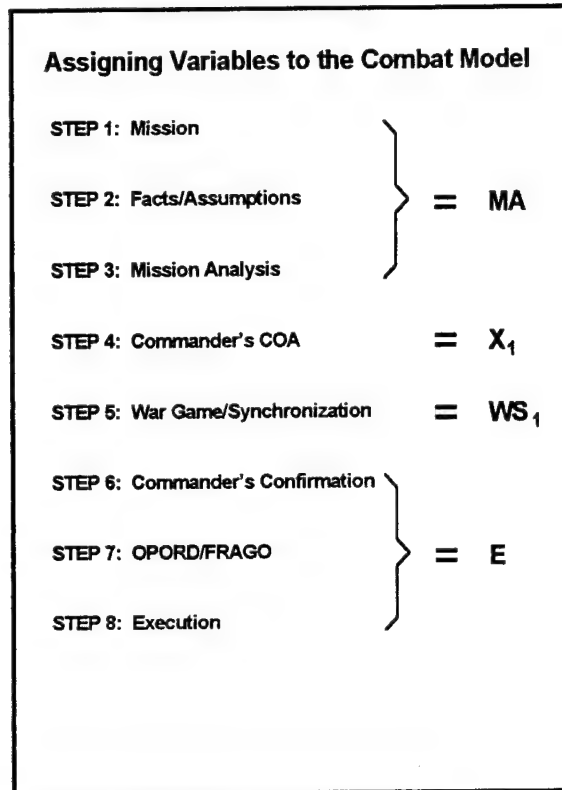 Assigning Variables to the Combat Model
STEP 1: Mission
STEP 2: Facts/Assumptions = MA
STEP 3: Mission Analysis
STEP 4: Commander's COA = X₁
STEP 5: War Game/Synchronization = WS₁
STEP 6: Commander's Confirmation
STEP 7: OPORD/FRAGO = E
STEP 8: Execution